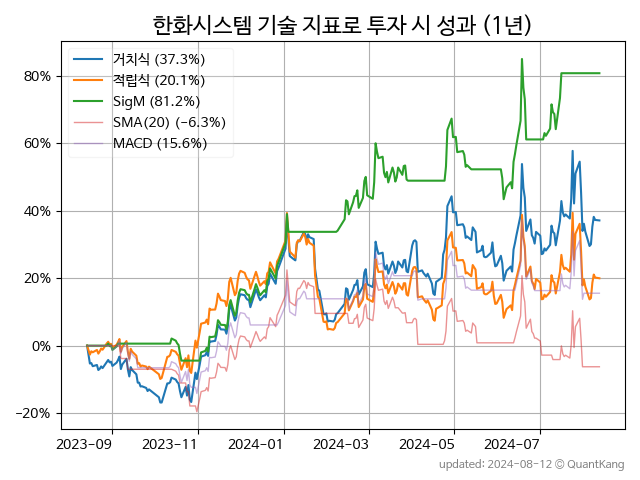 한화시스템 기술 지표로 투자 시 성과 (1년)
거치식 (37.3%)
적립식 (20.1%)
SigM (81.2%)
SMA(20) (−6.3%)
MACD (15.6%)
80%
60%
40%
20%
0%
−20%
2023-09
2023-11
2024-01
2024-03
2024-05
2024-07
updated: 2024-08-12 © QuantKang